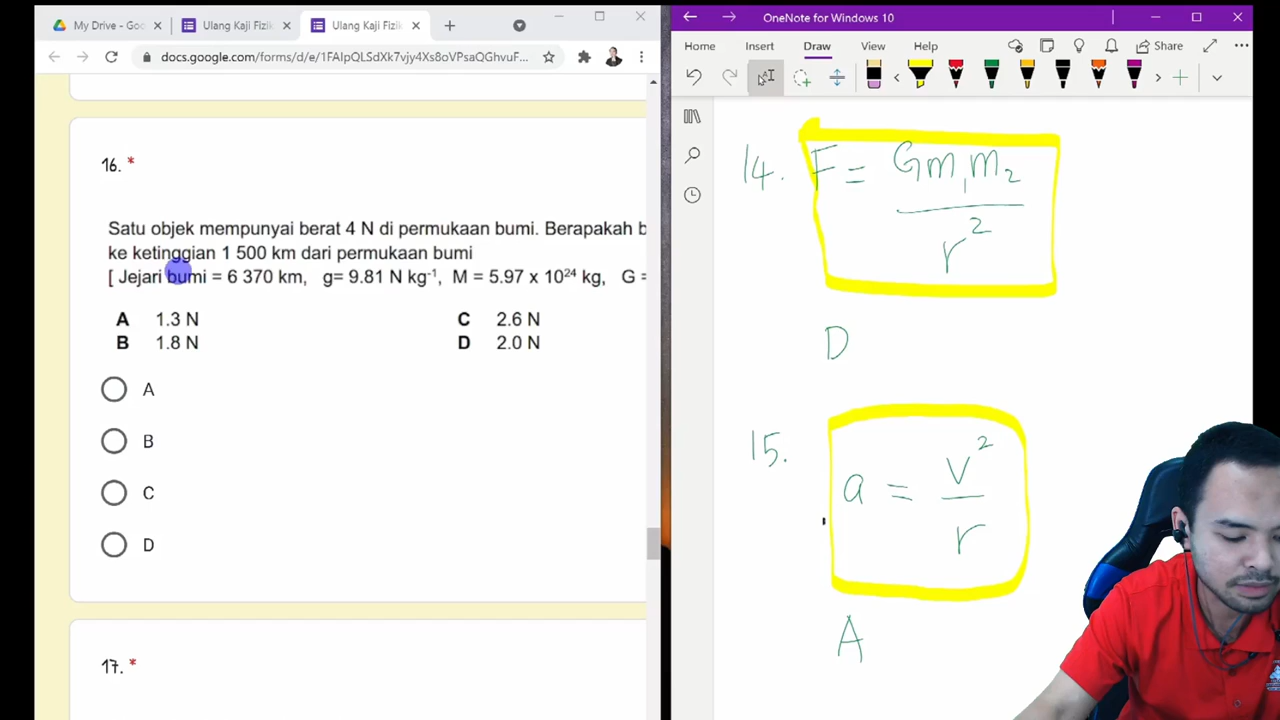 My Drive - Goo
Ulang Kaji Fizik
Ulang Kaji Fizik
docs.google.com/forms/d/e/1FAIpQLSdXk7vjy4Xs8oVPsaQGhvuF...
16. *
Satu objek mempunyai berat 4 N di permukaan bumi. Berapakah b
ke ketinggian 1 500 km dari permukaan bumi
[ Jejari bumi = 6 370 km, g= 9.81 N kg⁻¹, M = 5.97 x 10²⁴ kg, G =
A 1.3 N C 2.6 N
B 1.8 N D 2.0 N
A
B
C
D
17. *
OneNote for Windows 10
Home Insert Draw View Help Share
14. F = Gm₁m₂ / r²
D
15. a = v² / r
A